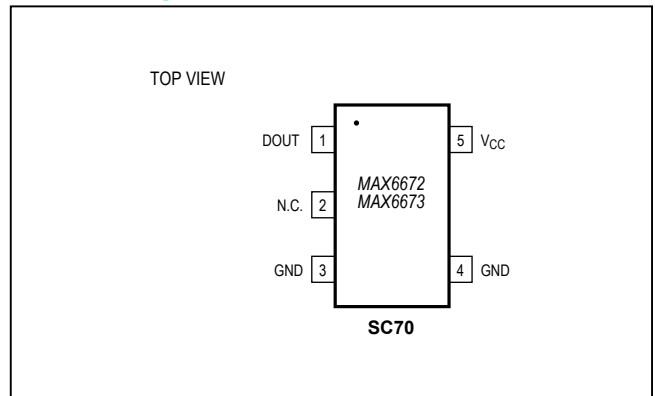 TOP VIEW
DOUT 1
5 VCC
MAX6672
N.C. 2
MAX6673
GND 3
4 GND
SC70